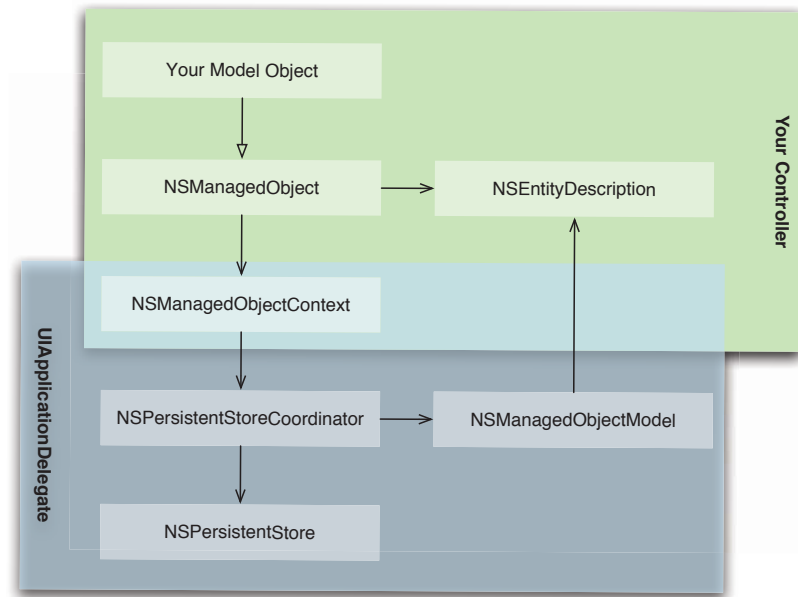 Your Model Object
NSManagedObject
NSEntityDescription
Your Controller
NSManagedObjectContext
UIApplicationDelegate
NSPersistentStoreCoordinator
NSManagedObjectModel
NSPersistentStore